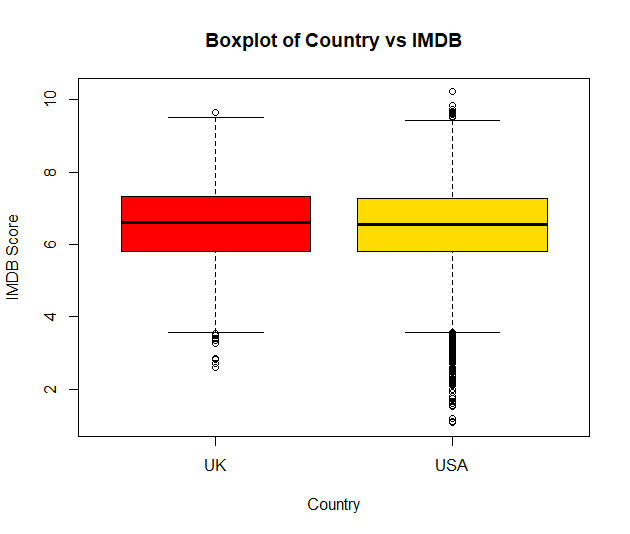 Boxplot of Country vs IMDB
10
8
6
4
2
IMDB Score
UK USA
Country